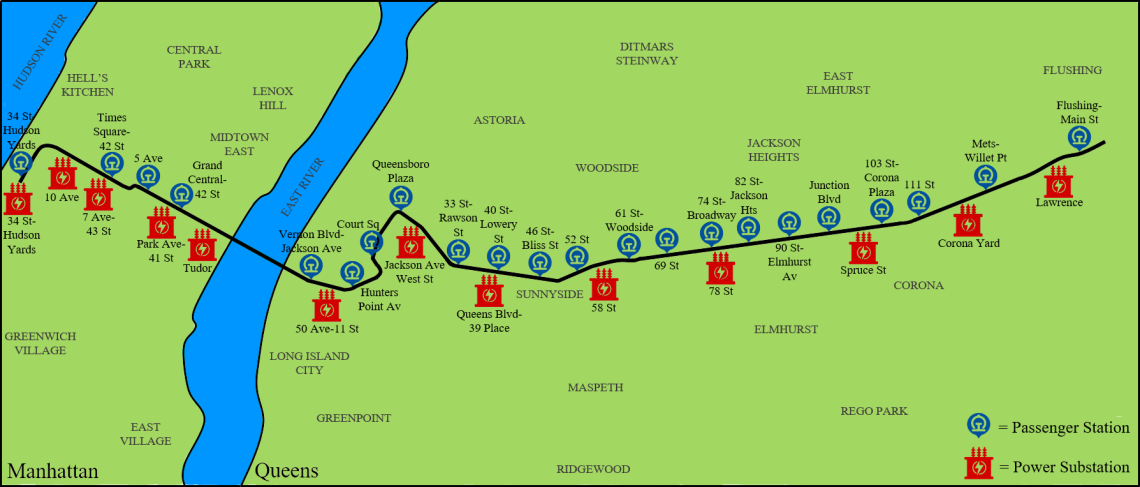 HUDSON RIVER
CENTRAL
PARK
HELL'S
KITCHEN
LENOX
HILL
MIDTOWN
EAST
EAST RIVER
DITMARS
STEINWAY
EAST
ELMHURST
FLUSHING
ASTORIA
WOODSIDE
JACKSON
HEIGHTS
34 St-
Hudson
Yards
Times
Square-
42 St
5 Ave
Grand
Central-
42 St
34 St-
Hudson
Yards
10 Ave
7 Ave-
43 St
Park Ave-
41 St
Tudor
Vernon Blvd-
Jackson Ave
50 Ave-11 St
Hunters
Point Av
Court Sq
Queensboro
Plaza
Jackson Ave
West St
33 St-
Rawson
St
40 St-
Lowery
St
46 St-
Bliss St
52 St
Queens Blvd-
39 Place
SUNNYSIDE
58 St
61 St-
Woodside
69 St
74 St-
Broadway
78 St
82 St-
Jackson
Hts
90 St-
Elmhurst
Av
Junction
Blvd
Spruce St
103 St-
Corona
Plaza
111 St
Corona Yard
Mets-
Willet Pt
Lawrence
Flushing-
Main St
CORONA
ELMHURST
GREENWICH
VILLAGE
LONG ISLAND
CITY
MASPETH
GREENPOINT
EAST
VILLAGE
REGO PARK
RIDGEWOOD
Manhattan
Queens
= Passenger Station
= Power Substation